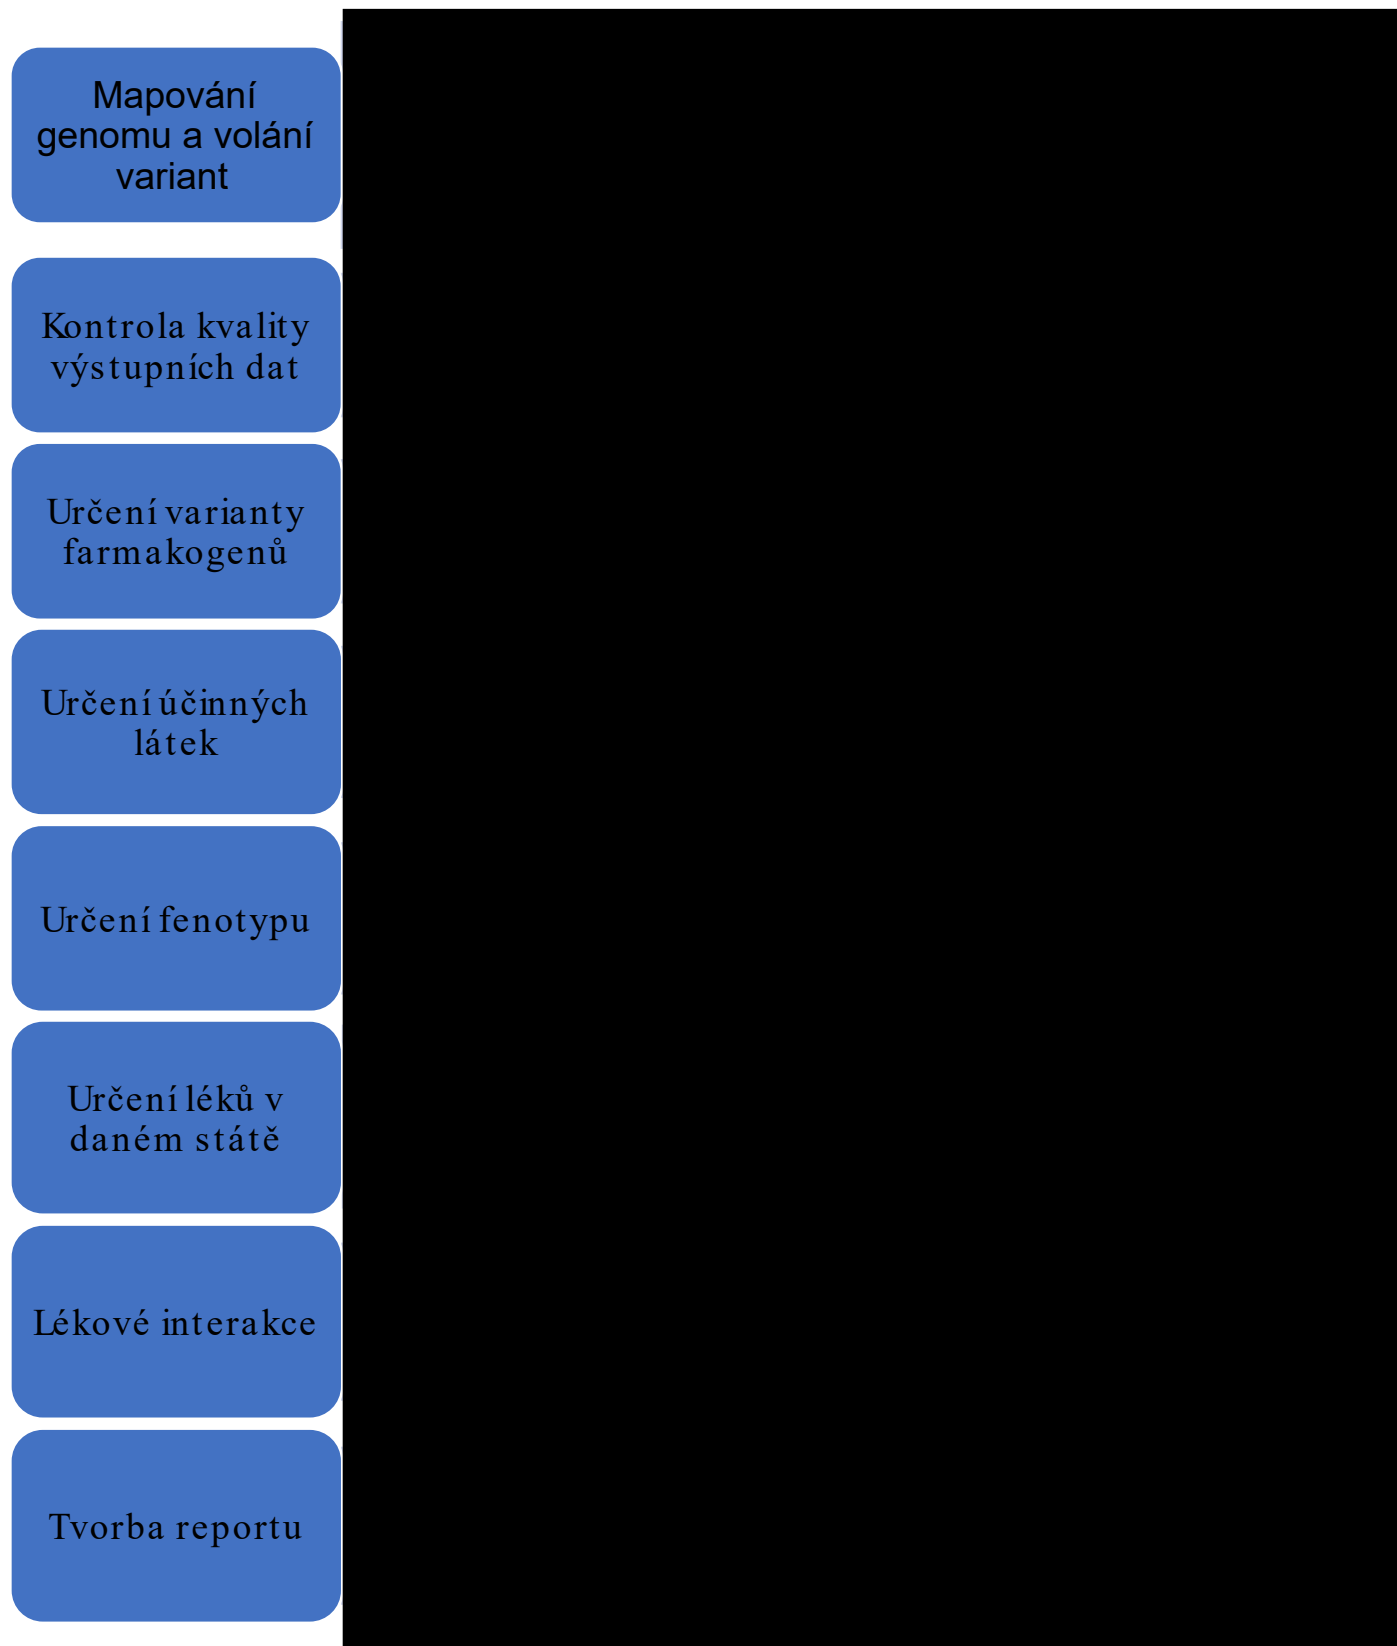 Mapování
genomu a volání
variant
Kontrola kvality
výstupních dat
Určení varianty
farmakogenů
Určení účinných
látek
Určení fenotypu
Určení léků v
daném státě
Lékové interakce
Tvorba reportu